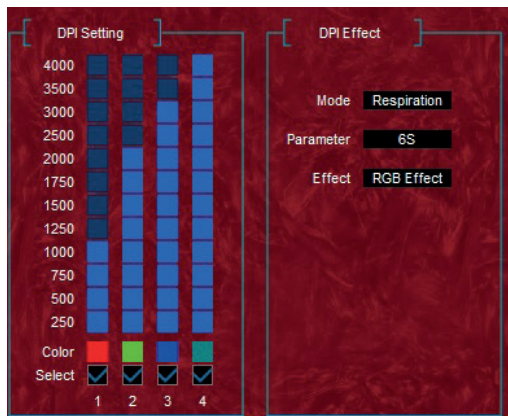 DPI Setting
4000
3500
3000
2500
2000
1750
1500
1250
1000
750
500
250
Color
Select
1 2 3 4
DPI Effect
Mode Respiration
Parameter 6S
Effect RGB Effect